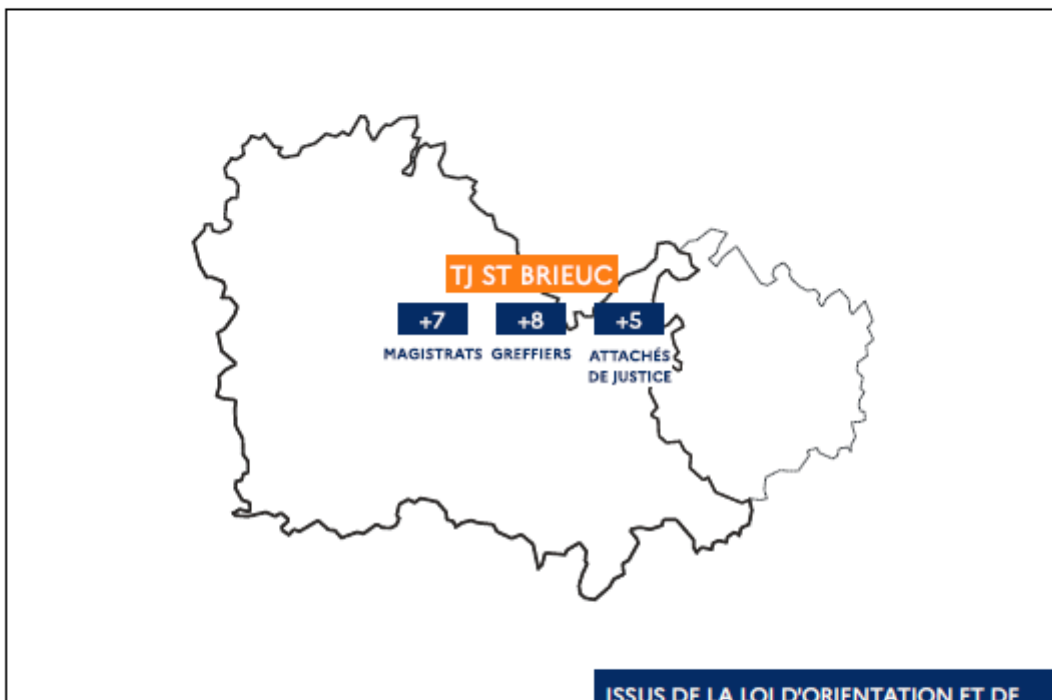 TJ ST BRIEUC
+7 +8 +5
MAGISTRATS GREFFIERS ATTACHÉS
DE JUSTICE
ISSUS DE LA LOI D'ORIENTATION ET DE